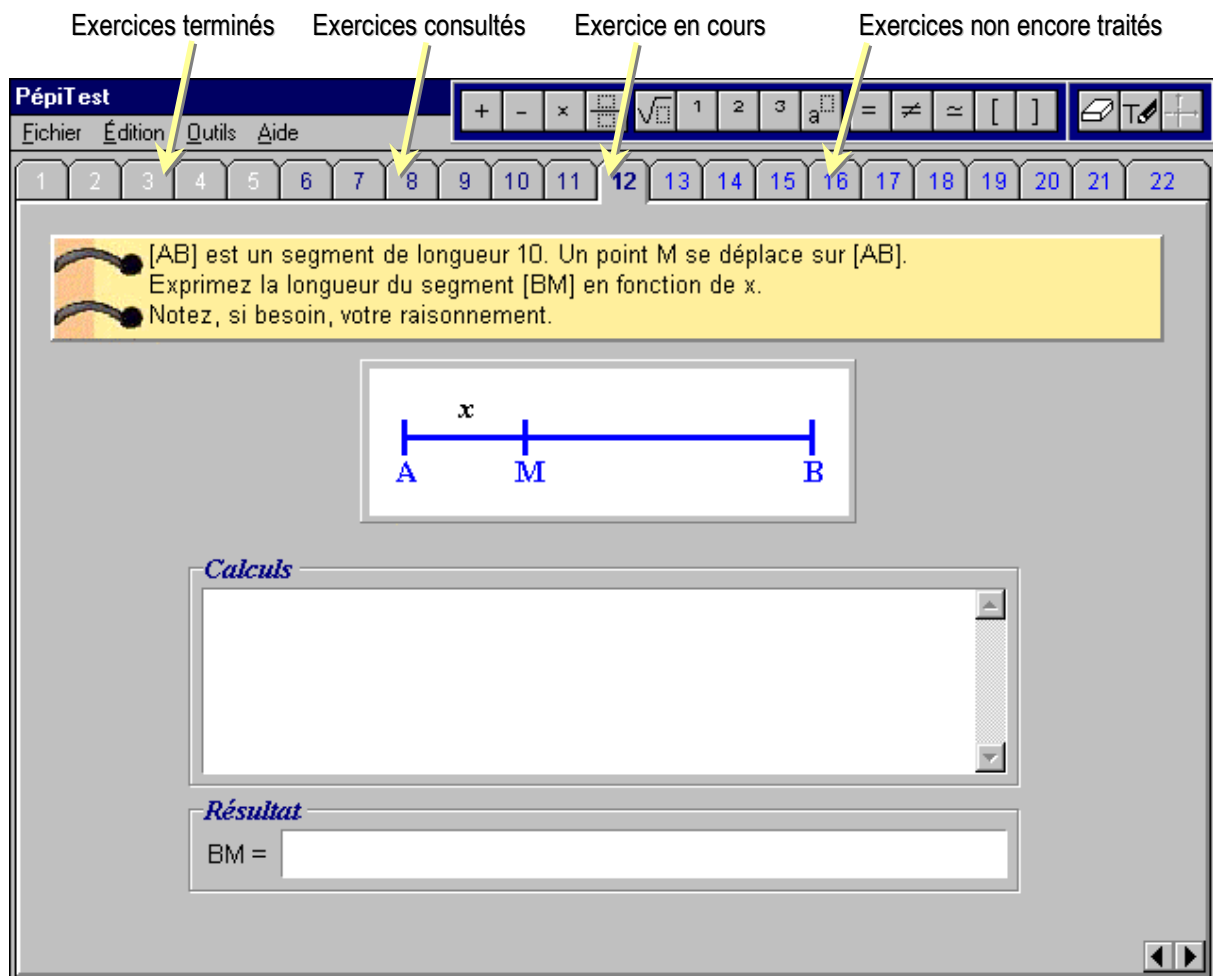 Exercices terminés Exercices consultés Exercice en cours Exercices non encore traités
PépiTest
+ - × √ 1 2 3 a = ≠ ≃ [ ] T
Fichier Édition Outils Aide
1 2 3 4 5 6 7 8 9 10 11 12 13 14 15 16 17 18 19 20 21 22
[AB] est un segment de longueur 10. Un point M se déplace sur [AB].
Exprimez la longueur du segment [BM] en fonction de x.
Notez, si besoin, votre raisonnement.
x
A M B
Calculs
Résultat
BM =